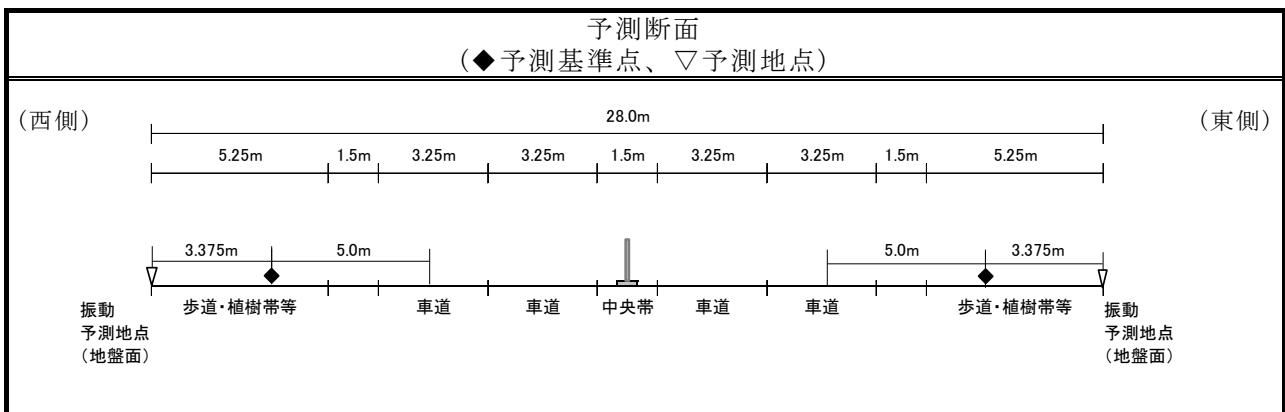 予測断面
(◆予測基準点、▽予測地点)
(西側)
28.0m
(東側)
5.25m 1.5m 3.25m 3.25m 1.5m 3.25m 3.25m 1.5m 5.25m
3.375m 5.0m 5.0m 3.375m
歩道・植樹帯等 車道 車道 中央帯 車道 車道 歩道・植樹帯等
振動
予測地点
(地盤面)
振動
予測地点
(地盤面)